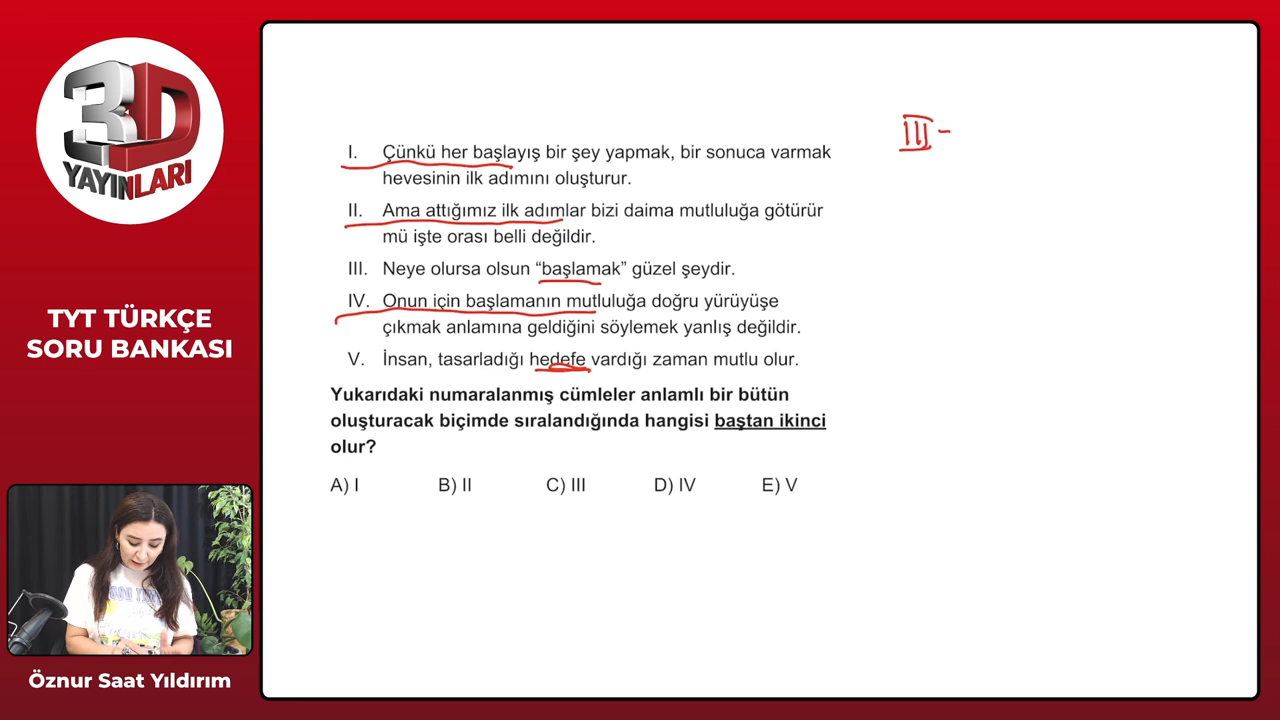 3D
YAYINLARI
TYT TÜRKÇE
SORU BANKASI
Öznur Saat Yıldırım
III -
I. Çünkü her başlayış bir şey yapmak, bir sonuca varmak
hevesinin ilk adımını oluşturur.
II. Ama attığımız ilk adımlar bizi daima mutluluğa götürür
mü işte orası belli değildir.
III. Neye olursa olsun “başlamak” güzel şeydir.
IV. Onun için başlamanın mutluluğa doğru yürüyüşe
çıkmak anlamına geldiğini söylemek yanlış değildir.
V. İnsan, tasarladığı hedefe vardığı zaman mutlu olur.
Yukarıdaki numaralanmış cümleler anlamlı bir bütün
oluşturacak biçimde sıralandığında hangisi baştan ikinci
olur?
A) I B) II C) III D) IV E) V